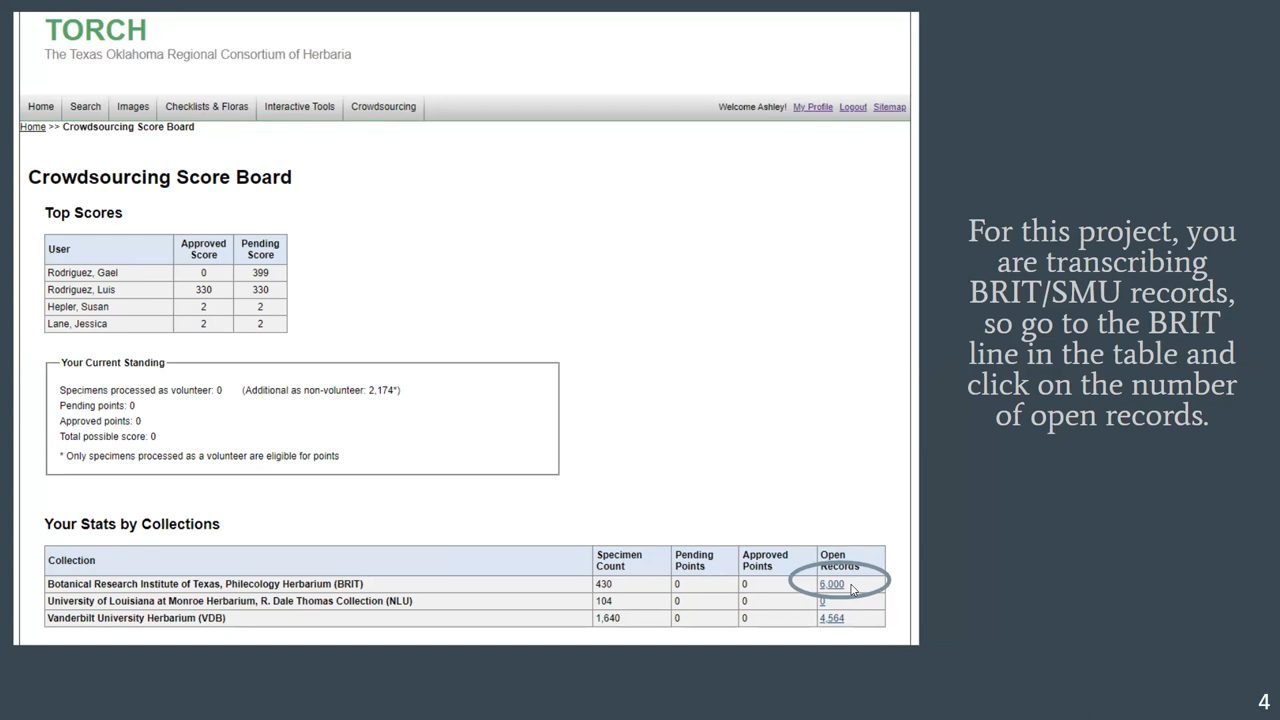 TORCH
The Texas Oklahoma Regional Consortium of Herbaria
Home Search Images Checklists & Floras Interactive Tools Crowdsourcing Welcome Ashley! My Profile Logout Sitemap
Home >> Crowdsourcing Score Board
Crowdsourcing Score Board
Top Scores
User Approved Score Pending Score
Rodriguez, Gael 0 399
Rodriguez, Luis 330 330
Hepler, Susan 2 2
Lane, Jessica 2 2
Your Current Standing
Specimens processed as volunteer: 0 (Additional as non-volunteer: 2,174*)
Pending points: 0
Approved points: 0
Total possible score: 0
* Only specimens processed as a volunteer are eligible for points
Your Stats by Collections
Collection Specimen Count Pending Points Approved Points Open Records
Botanical Research Institute of Texas, Philecology Herbarium (BRIT) 430 0 0 6,000
University of Louisiana at Monroe Herbarium, R. Dale Thomas Collection (NLU) 104 0 0 0
Vanderbilt University Herbarium (VDB) 1,640 0 0 4,564
For this project, you
are transcribing
BRIT/SMU records,
so go to the BRIT
line in the table and
click on the number
of open records.
4